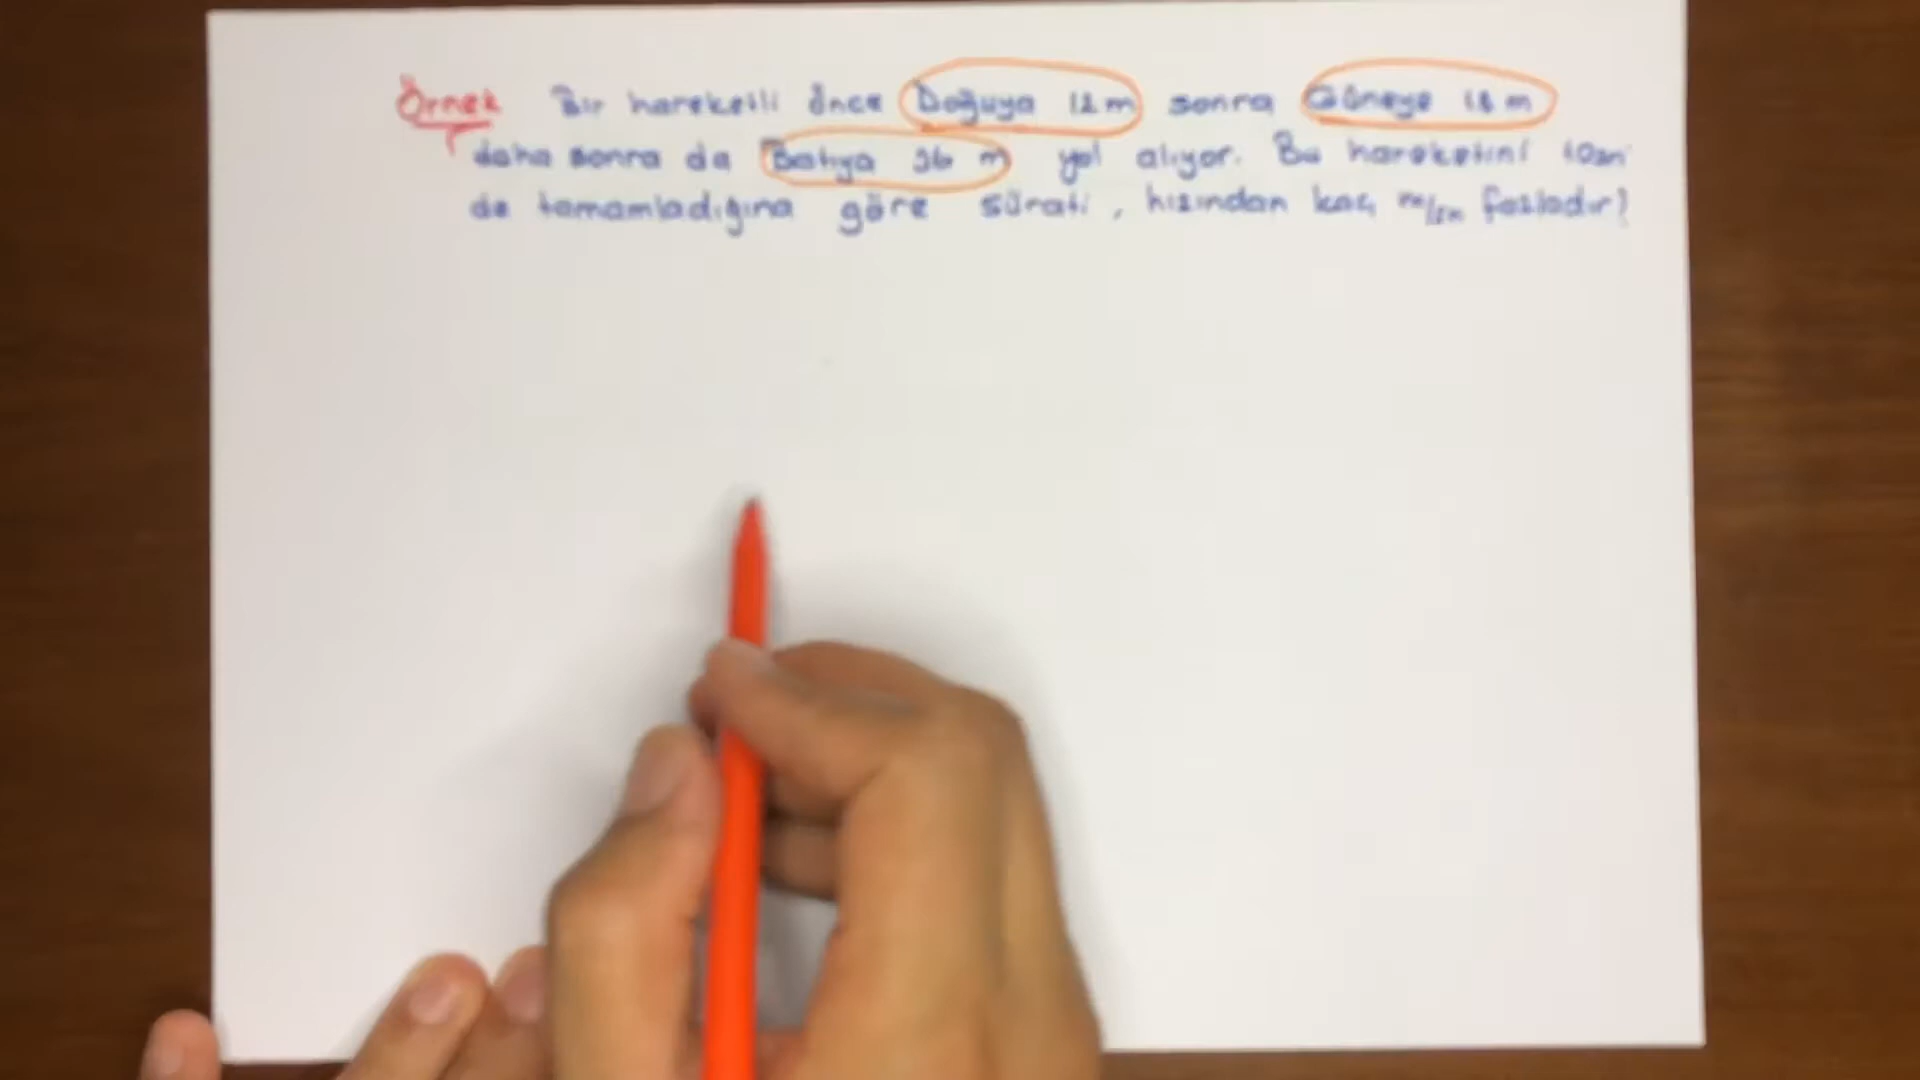 Örnek Bir hareketli önce Doğuya 12 m sonra Güneye 18 m
daha sonra da Batıya 36 m yol alıyor. Bu hareketini 10sn
de tamamladığına göre sürati, hızından kaç m/sn fazladır?